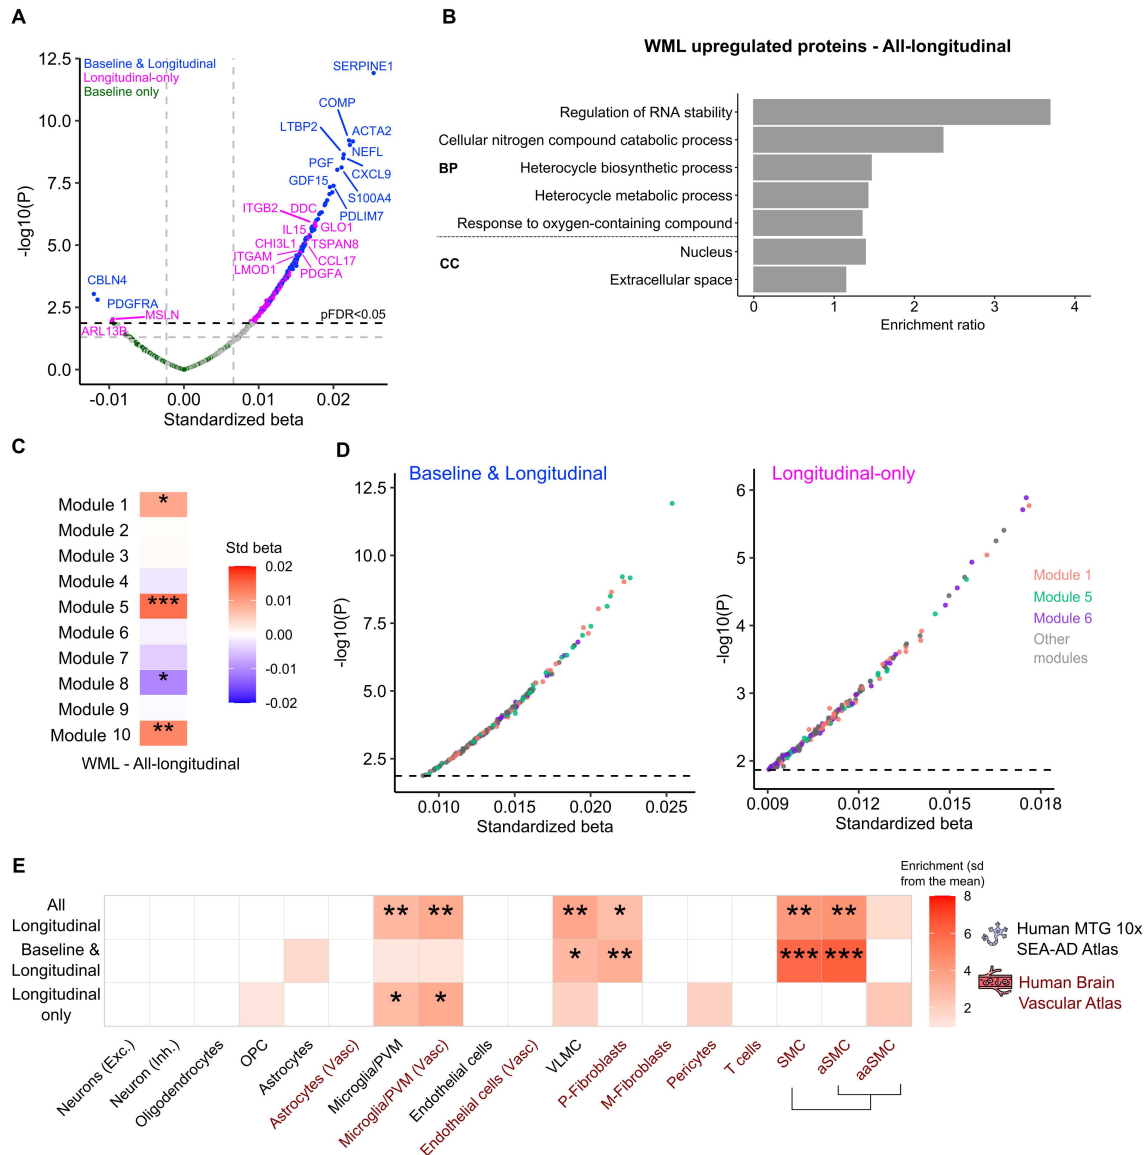 A
12.5
10.0
7.5
5.0
2.5
0.0
-log10(P)
Baseline & Longitudinal
Longitudinal-only
Baseline only
SERPINE1
COMP
LTBP2
ACTA2
NEFL
PGF
CXCL9
GDF15
S100A4
ITGB2
DDC
PDLIM7
IL15
GLO1
CHI3L1
TSPAN8
ITGAM
CCL17
LMOD1
PDGFA
CBLN4
PDGFRA
MSLN
ARL13B
pFDR<0.05
-0.01 0.00 0.01 0.02
Standardized beta
B
WML upregulated proteins - All-longitudinal
Regulation of RNA stability
Cellular nitrogen compound catabolic process
BP
Heterocycle biosynthetic process
Heterocycle metabolic process
Response to oxygen-containing compound
Nucleus
CC
Extracellular space
0 1 2 3 4
Enrichment ratio
C
Module 1 *
Module 2
Module 3
Module 4
Module 5 ***
Module 6
Module 7
Module 8 *
Module 9
Module 10 **
WML - All-longitudinal
Std beta
0.02
0.01
0.00
-0.01
-0.02
D
Baseline & Longitudinal
12.5
10.0
7.5
5.0
2.5
-log10(P)
0.010 0.015 0.020 0.025
Standardized beta
Longitudinal-only
6
5
4
3
2
-log10(P)
0.009 0.012 0.015 0.018
Standardized beta
Module 1
Module 5
Module 6
Other
modules
E
All
Longitudinal
** ** ** * ** **
Baseline &
Longitudinal
* ** *** ***
Longitudinal
only
* *
Neurons (Exc.)
Neuron (Inh.)
Oligodendrocytes
OPC
Astrocytes
Astrocytes (Vasc)
Microglia/PVM
Microglia/PVM (Vasc)
Endothelial cells
Endothelial cells (Vasc)
VLMC
P-Fibroblasts
M-Fibroblasts
Pericytes
T cells
SMC
aSMC
aaSMC
Enrichment (sd
from the mean)
8
6
4
2
Human MTG 10x
SEA-AD Atlas
Human Brain
Vascular Atlas